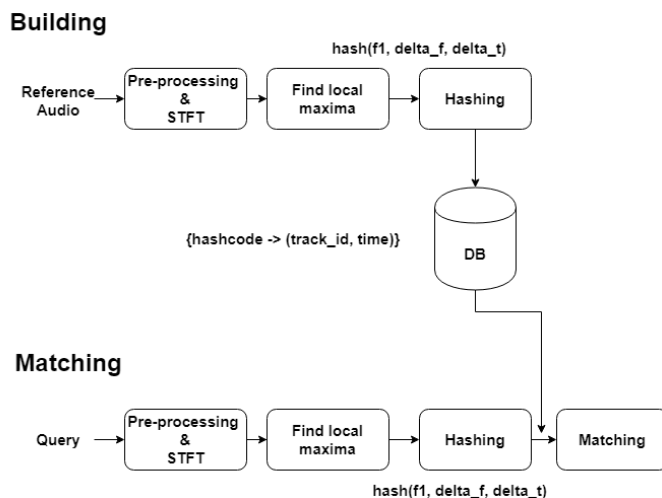 Building
hash(f1, delta_f, delta_t)
Reference
Audio
Pre-processing
&
STFT
Find local
maxima
Hashing
{hashcode -> (track_id, time)}
DB
Matching
Query
Pre-processing
&
STFT
Find local
maxima
Hashing
Matching
hash(f1, delta_f, delta_t)